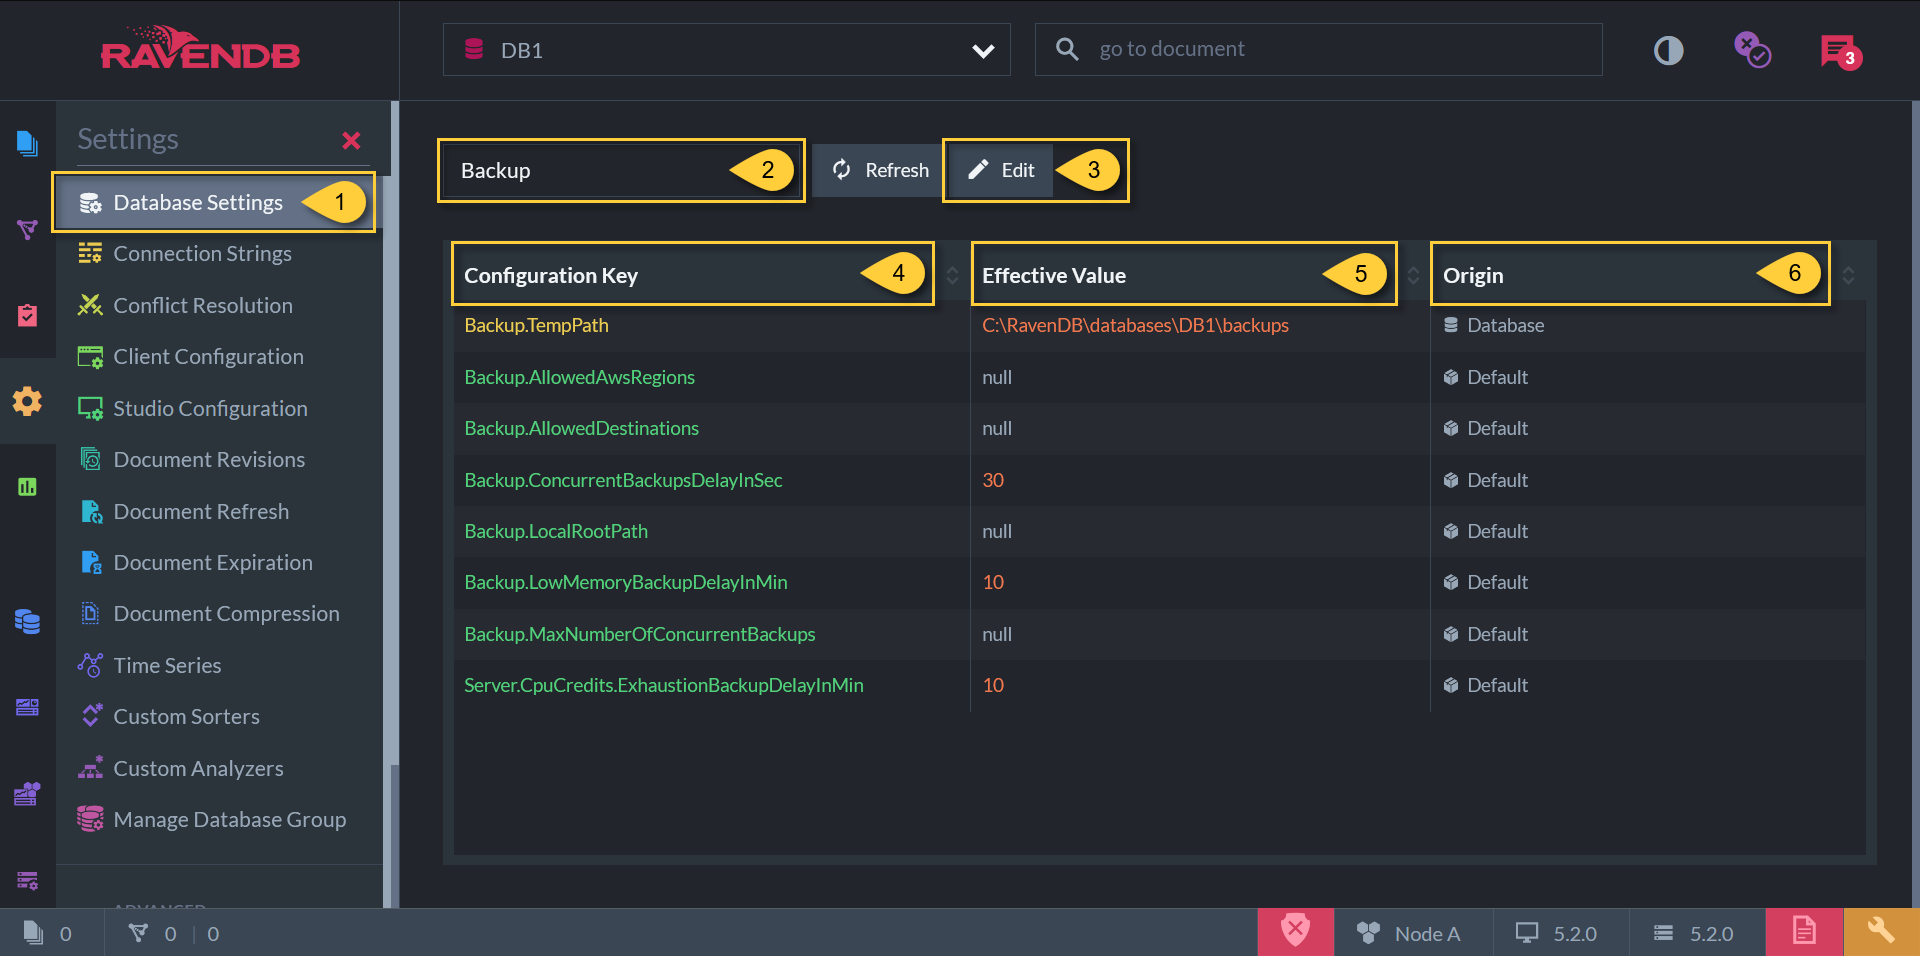 RAVENDB
DB1
go to document
3
Settings
Database Settings 1
Connection Strings
Conflict Resolution
Client Configuration
Studio Configuration
Document Revisions
Document Refresh
Document Expiration
Document Compression
Time Series
Custom Sorters
Custom Analyzers
Manage Database Group
ADVANCED
Backup 2
Refresh
Edit 3
Configuration Key 4 Effective Value 5 Origin 6
Backup.TempPath C:\RavenDB\databases\DB1\backups Database
Backup.AllowedAwsRegions null Default
Backup.AllowedDestinations null Default
Backup.ConcurrentBackupsDelayInSec 30 Default
Backup.LocalRootPath null Default
Backup.LowMemoryBackupDelayInMin 10 Default
Backup.MaxNumberOfConcurrentBackups null Default
Server.CpuCredits.ExhaustionBackupDelayInMin 10 Default
0 0 | 0 Node A 5.2.0 5.2.0